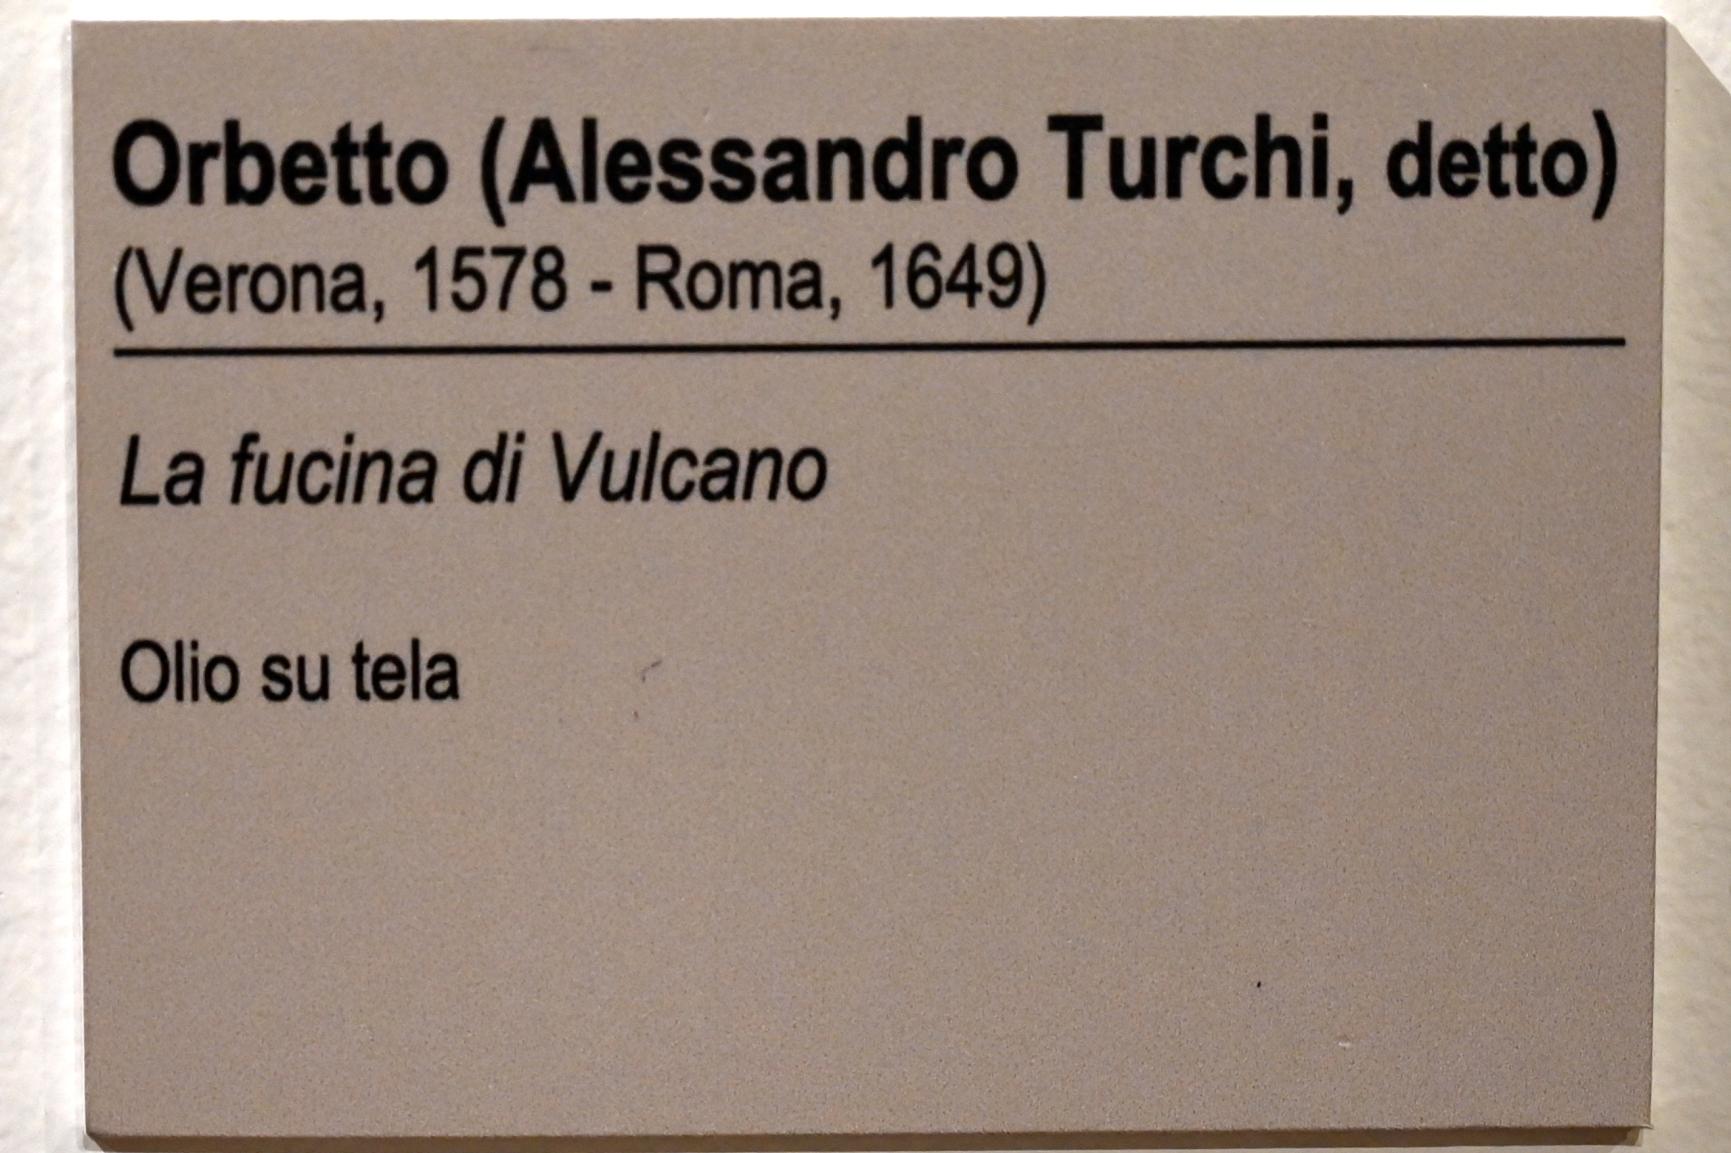 Orbetto (Alessandro Turchi, detto)
(Verona, 1578 - Roma, 1649)
La fucina di Vulcano
Olio su tela